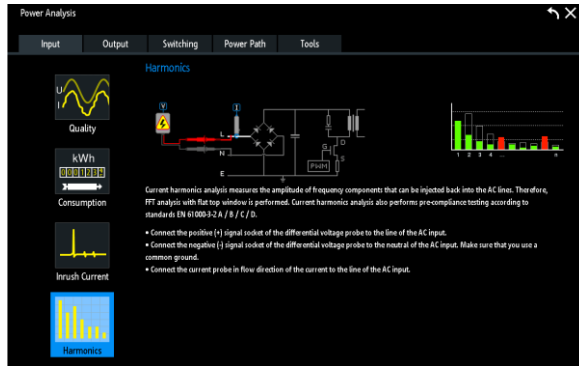 Power Analysis
Input Output Switching Power Path Tools
Harmonics
U
I
Quality
kWh
Consumption
Inrush Current
Harmonics
V I
L
N
E
G D
S
PWM
1 2 3 4 ... n
Current harmonics analysis measures the amplitude of frequency components that can be injected back into the AC lines. Therefore,
FFT analysis with flat top window is performed. Current harmonics analysis also performs pre-compliance testing according to
standards EN 61000-3-2 A / B / C / D.
• Connect the positive (+) signal socket of the differential voltage probe to the line of the AC input.
• Connect the negative (-) signal socket of the differential voltage probe to the neutral of the AC input. Make sure that you use a
common ground.
• Connect the current probe in flow direction of the current to the line of the AC input.